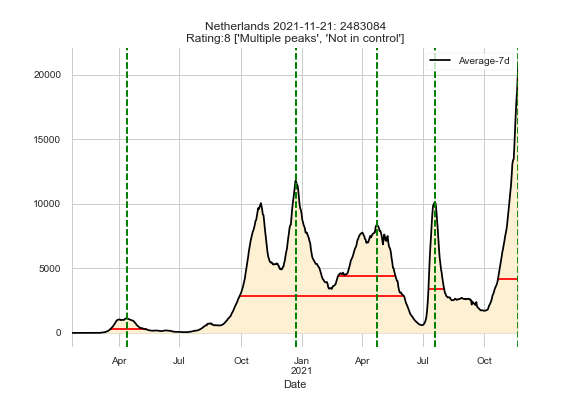 Netherlands 2021-11-21: 2483084
Rating:8 ['Multiple peaks', 'Not in control']
Average-7d
20000
15000
10000
5000
0
Apr Jul Oct Jan Apr Jul Oct
2021
Date